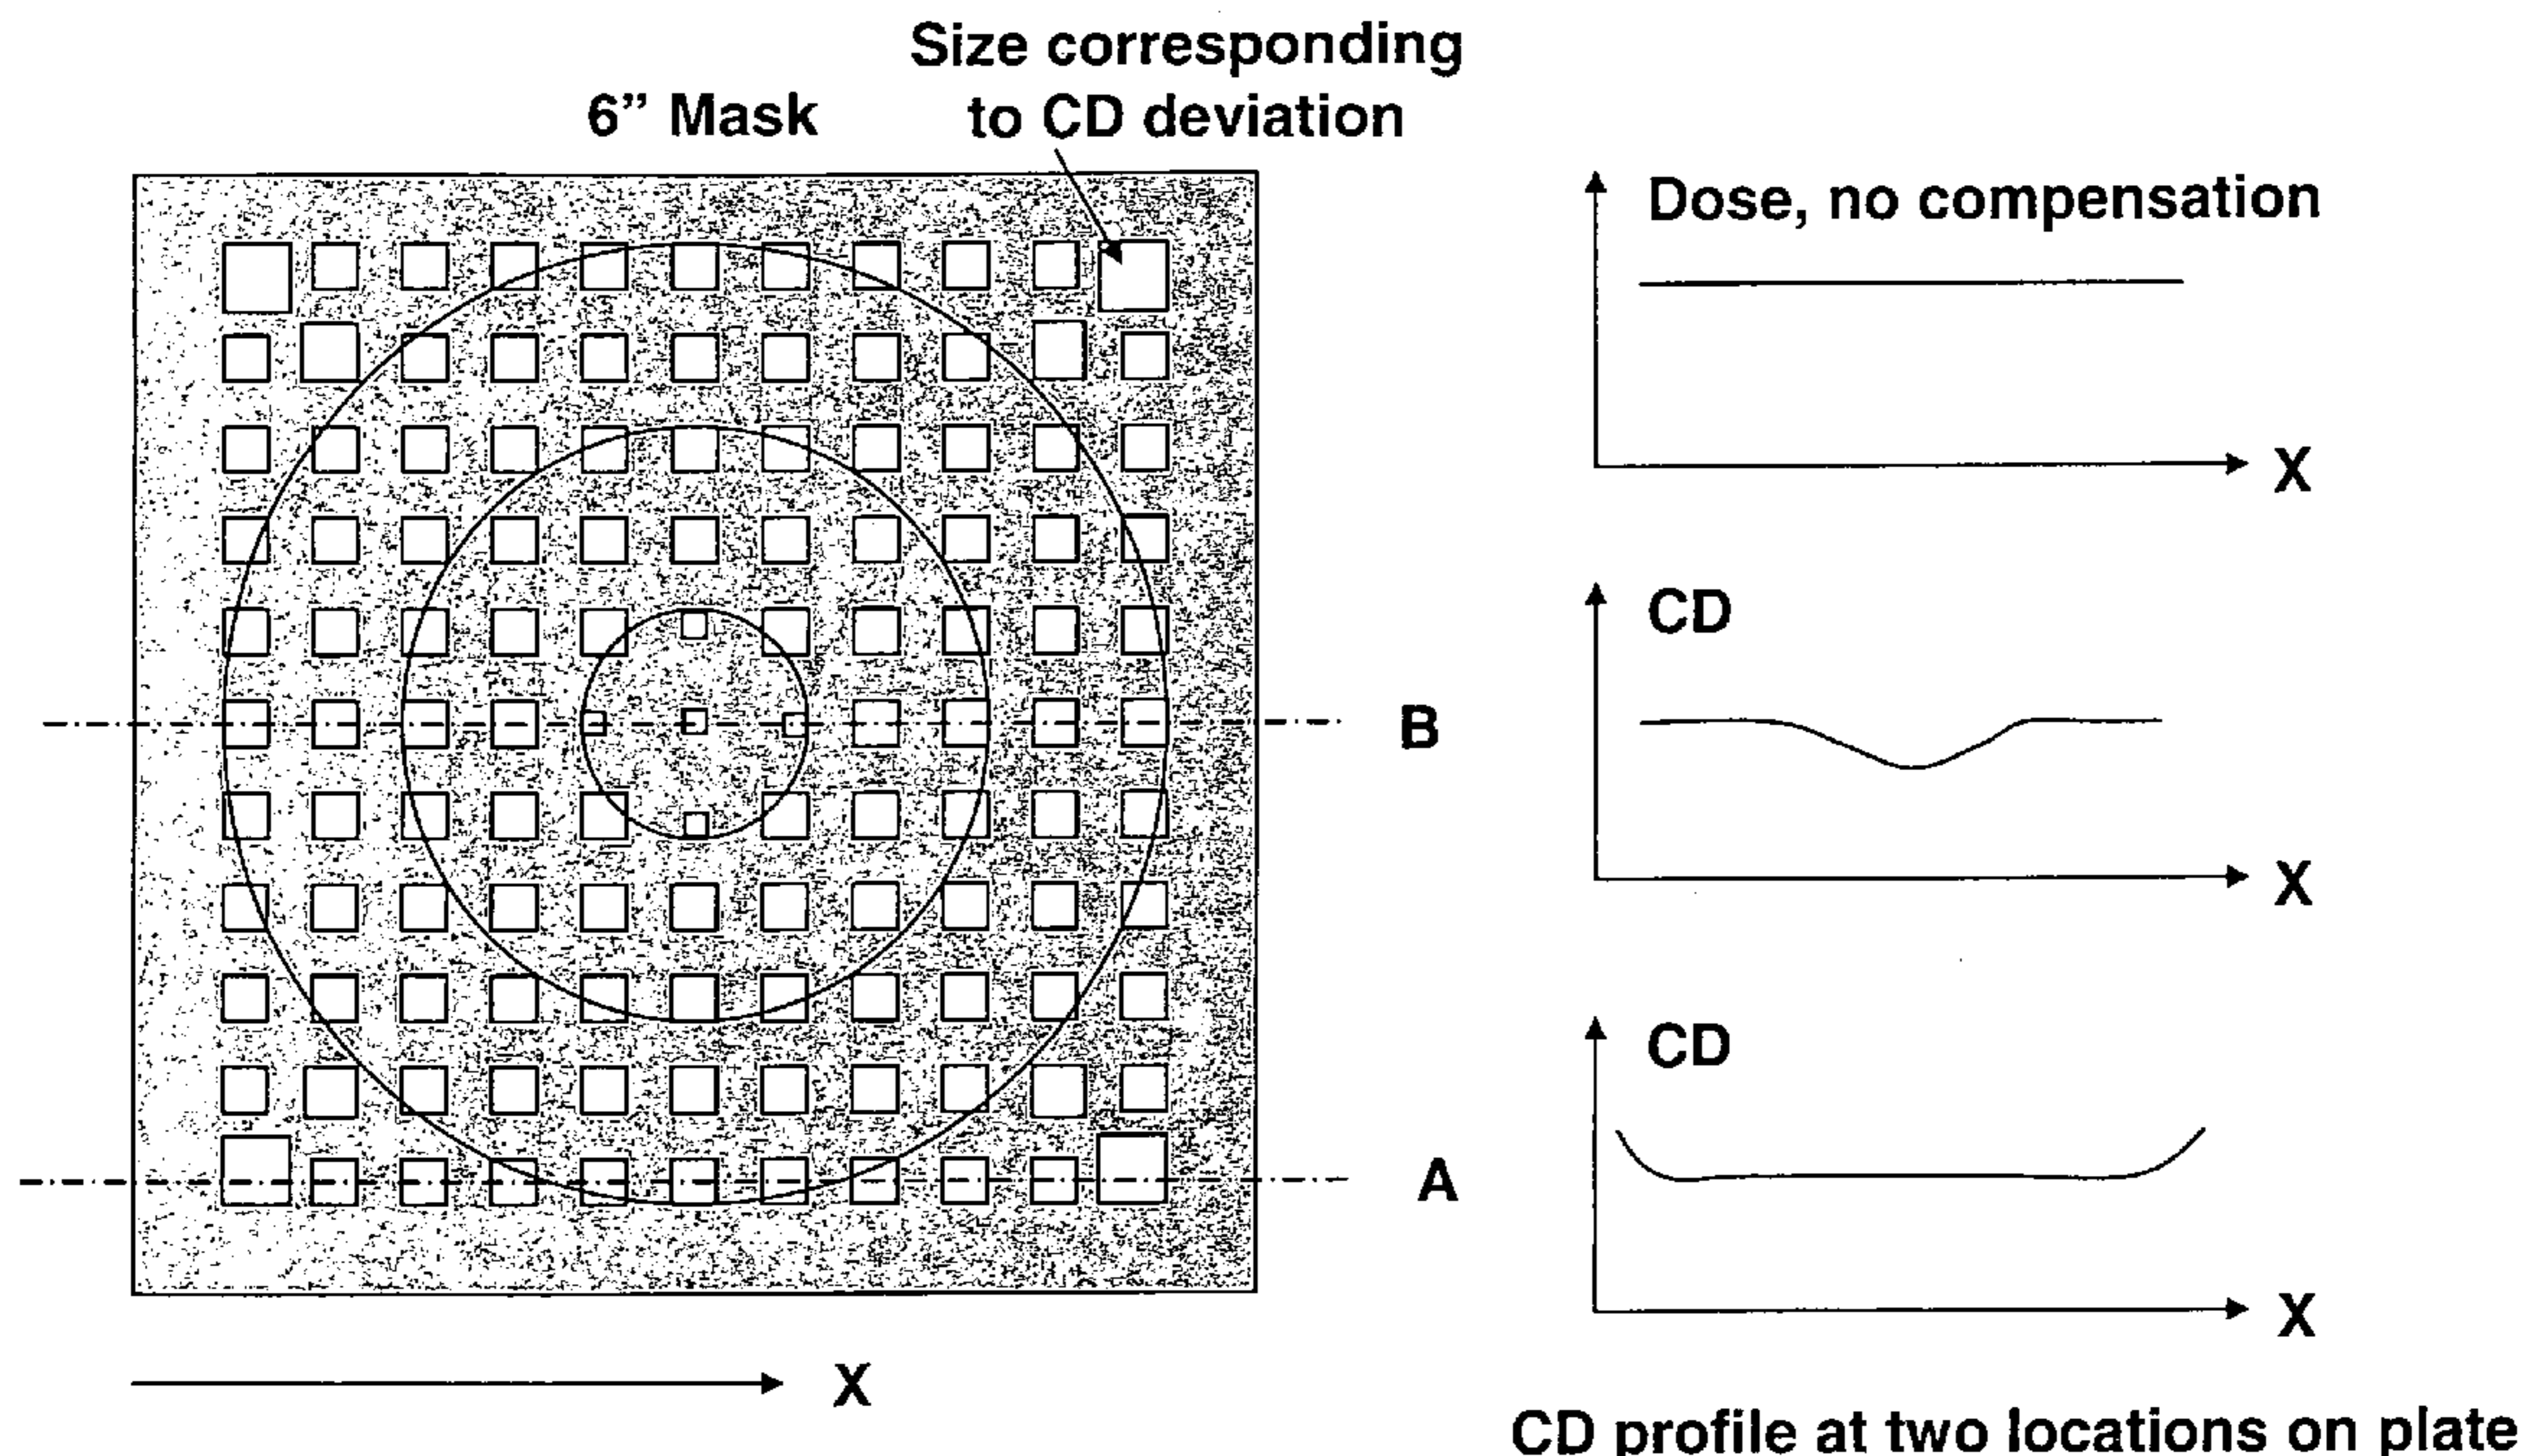 Size corresponding
to CD deviation
6” Mask
Dose, no compensation
X
CD
B
X
CD
A
X
X
CD profile at two locations on plate